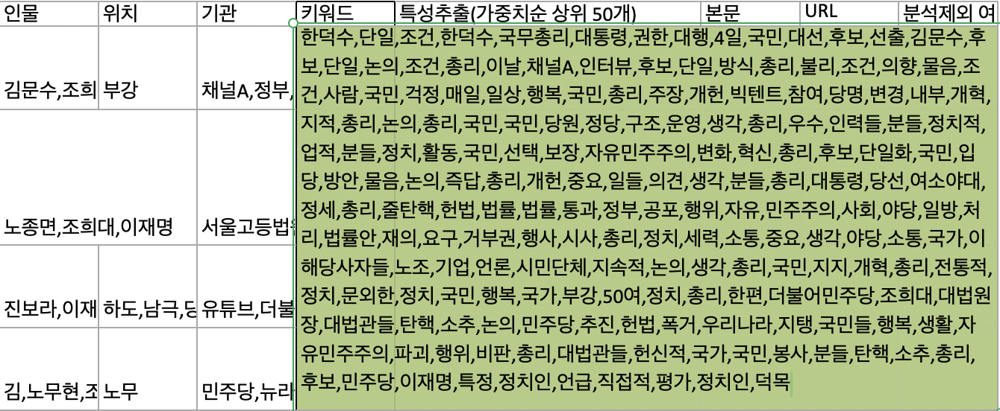 인물 위치 기관 키워드 특성추출(가중치순 상위 50개) 본문 URL 분석제외 여
한덕수,단일,조건,한덕수,국무총리,대통령,권한,대행,4일,국민,대선,후보,선출,김문수,후
보,단일,논의,조건,총리,이날,채널A,인터뷰,후보,단일,방식,총리,불리,조건,의향,물음,조
김문수,조희 부강 채널A,정부,
건,사람,국민,걱정,매일,일상,행복,국민,총리,주장,개헌,빅텐트,참여,당명,변경,내부,개혁,
지적,총리,논의,총리,국민,국민,당원,정당,구조,운영,생각,총리,우수,인력들,분들,정치적,
업적,분들,정치,활동,국민,선택,보장,자유민주주의,변화,혁신,총리,후보,단일화,국민,입
당,방안,물음,논의,즉답,총리,개헌,중요,일들,의견,생각,분들,총리,대통령,당선,여소야대,
정세,총리,줄탄핵,헌법,법률,법률,통과,정부,공포,행위,자유,민주주의,사회,야당,일방,처
노종면,조희대,이재명 서울고등법
리,법률안,재의,요구,거부권,행사,시사,총리,정치,세력,소통,중요,생각,야당,소통,국가,이
해당사자들,노조,기업,언론,시민단체,지속적,논의,생각,총리,국민,지지,개혁,총리,전통적,
정치,문외한,정치,국민,행복,국가,부강,50여,정치,총리,한편,더불어민주당,조희대,대법원
진보라,이재 하도,남극,당 유튜브,더불
장,대법관들,탄핵,소추,논의,민주당,추진,헌법,폭거,우리나라,지탱,국민들,행복,생활,자
유민주주의,파괴,행위,비판,총리,대법관들,헌신적,국가,국민,봉사,분들,탄핵,소추,총리,
후보,민주당,이재명,특정,정치인,언급,직접적,평가,정치인,덕목
김,노무현,조 노무 민주당,뉴라